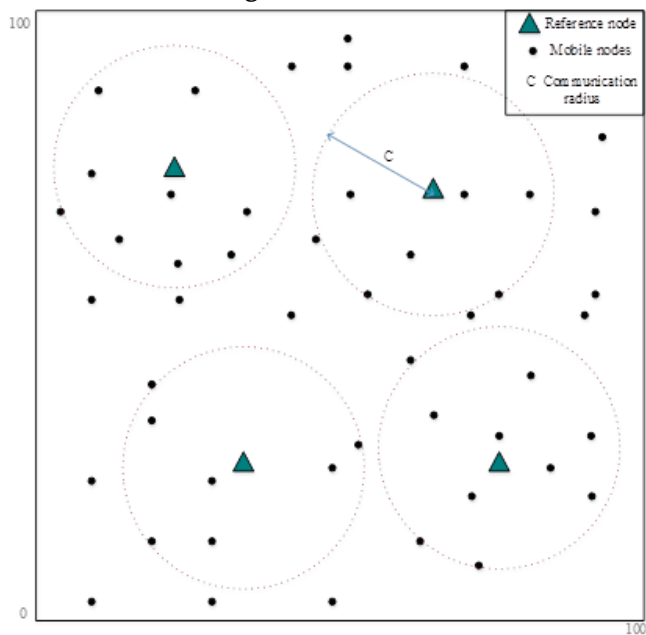 100
Reference node
Mobile nodes
C Communication
radius
C
0
100